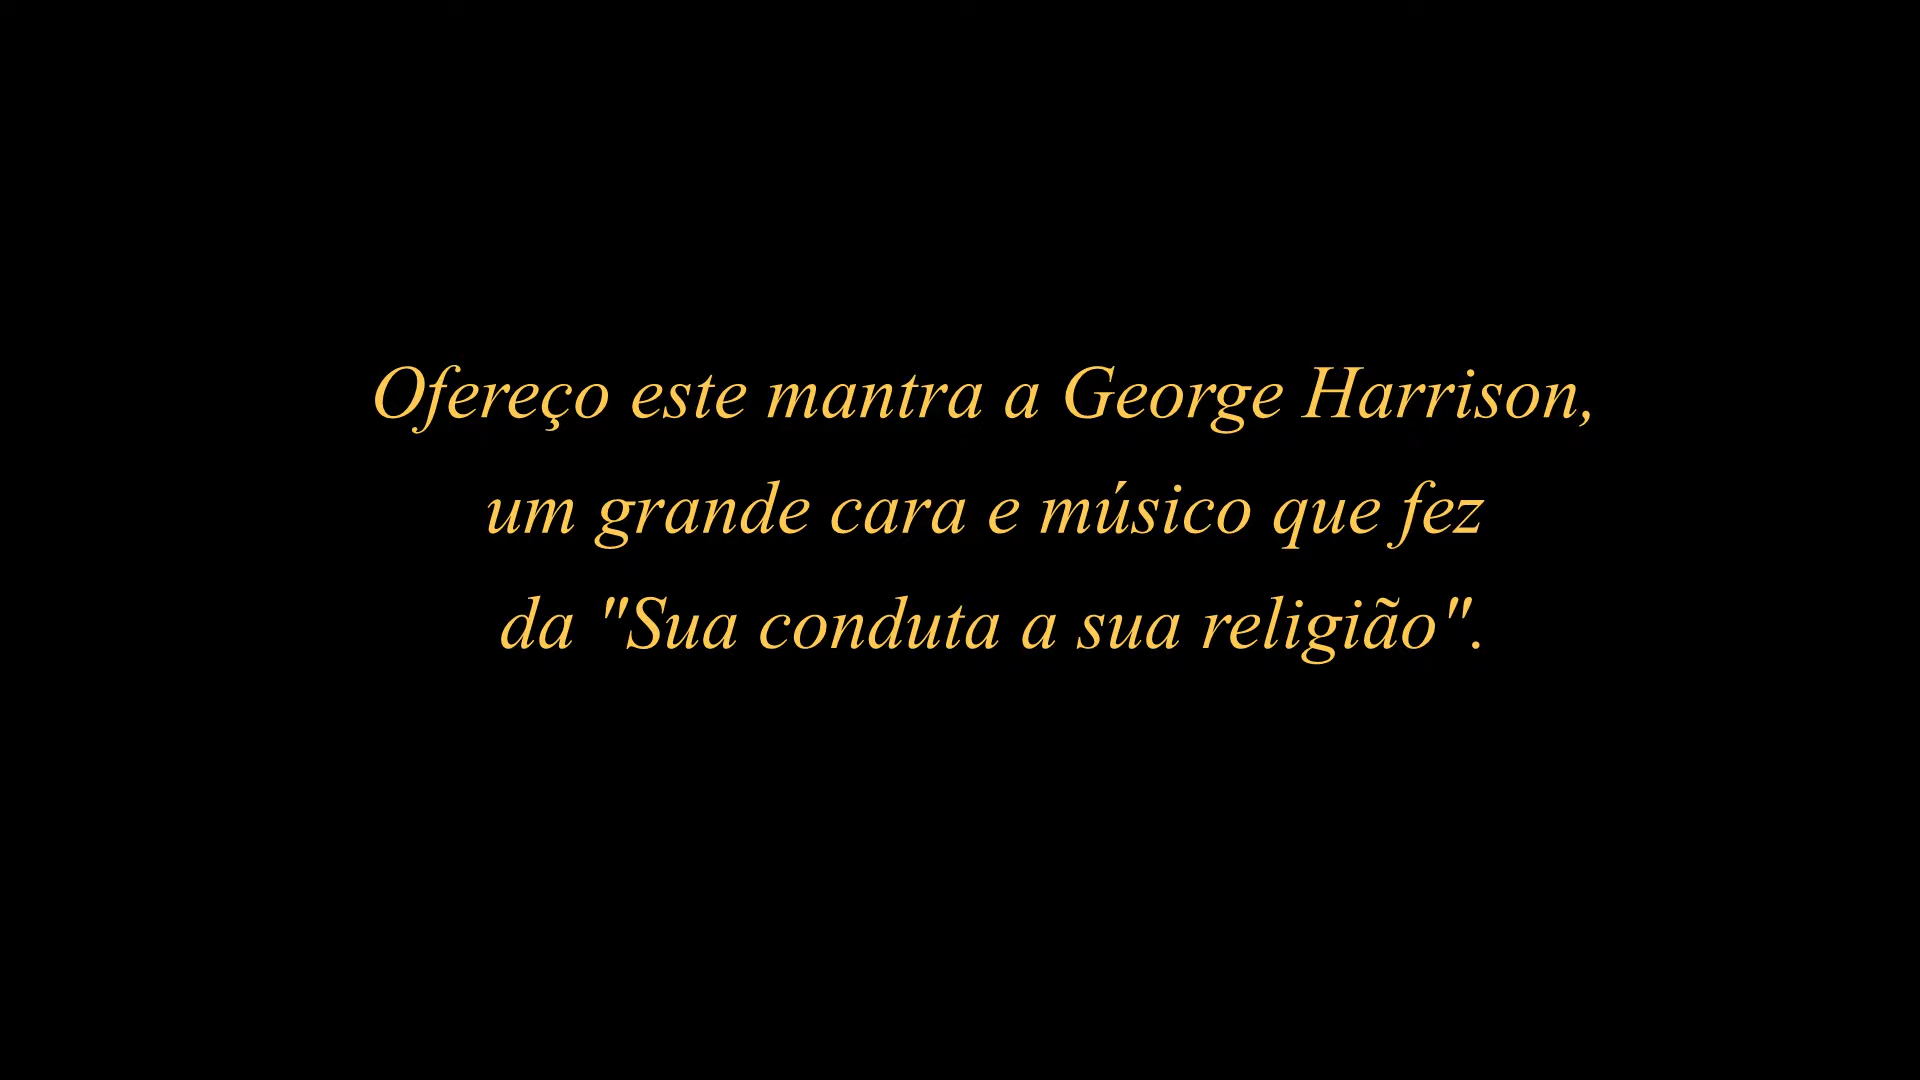 Ofereço este mantra a George Harrison,
um grande cara e músico que fez
da "Sua conduta a sua religião".